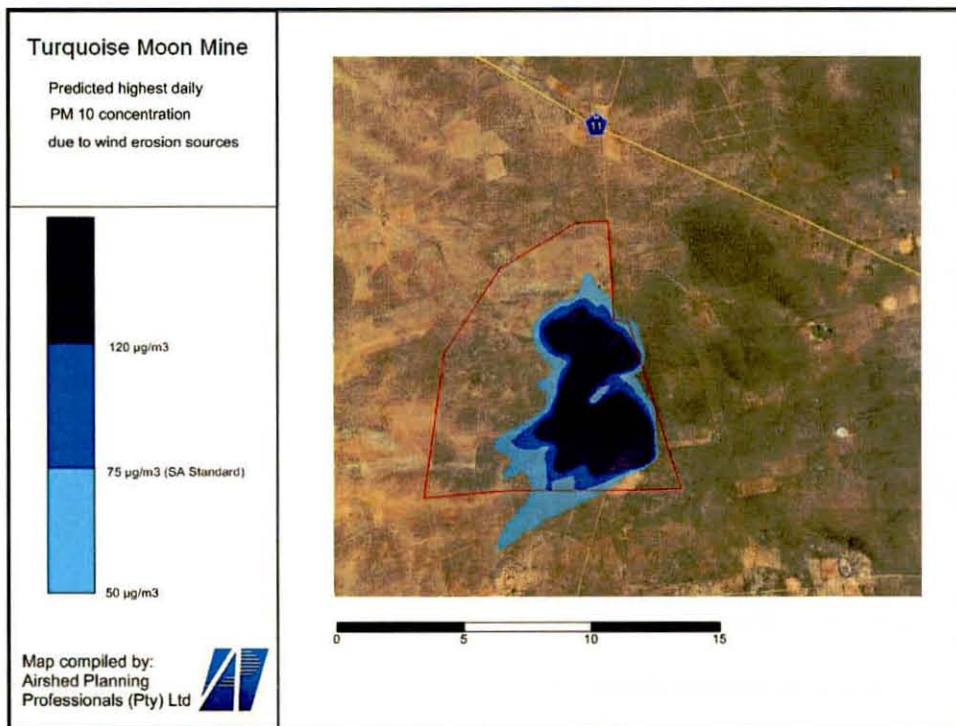 Turquoise Moon Mine
Predicted highest daily
PM 10 concentration
due to wind erosion sources
120 µg/m3
75 µg/m3 (SA Standard)
50 µg/m3
Map compiled by:
Airshed Planning
Professionals (Pty) Ltd
11
0 5 10 15